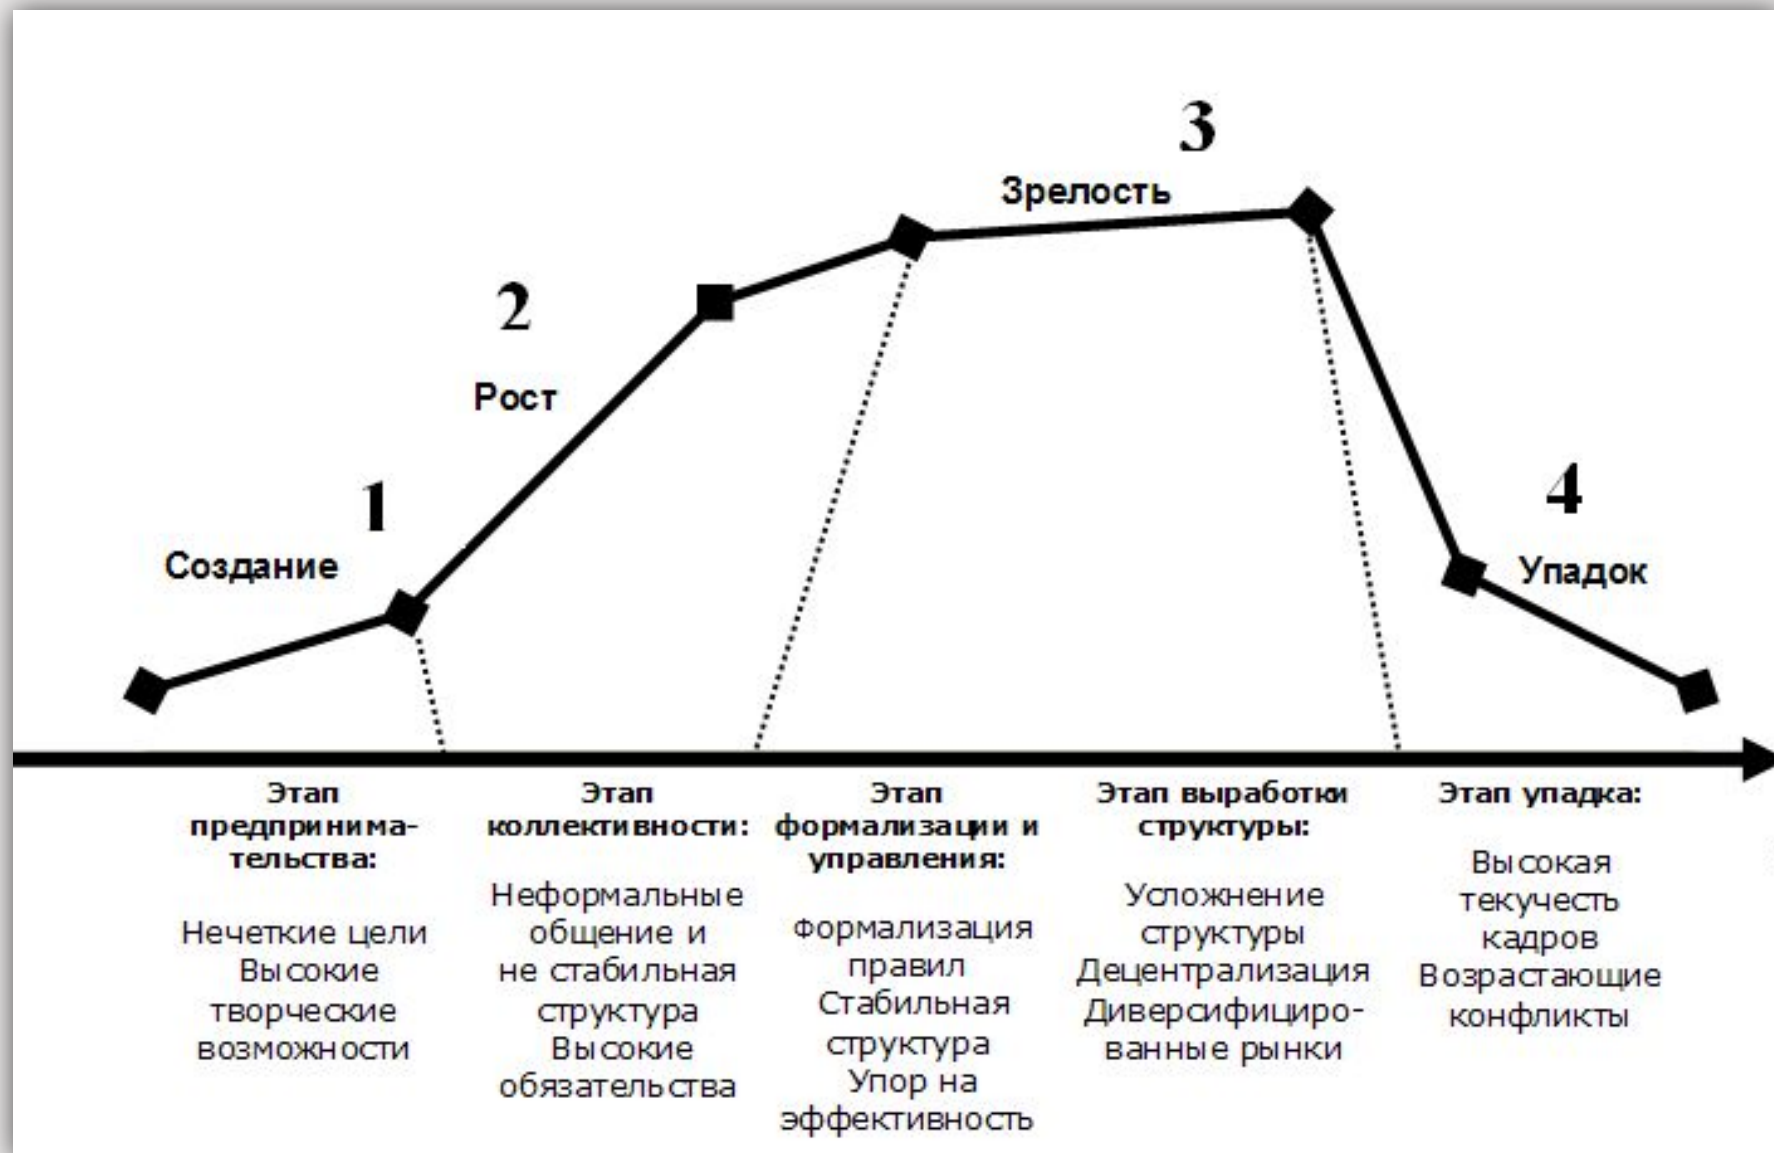 3
Зрелость
2
Рост
1
Создание
4
Упадок
Этап
предпринима-
тельства:
Нечеткие цели
Высокие
творческие
возможности
Этап
коллективности:
Неформальные
общение и
не стабильная
структура
Высокие
обязательства
Этап
формализации и
управления:
Формализация
правил
Стабильная
структура
Упор на
эффективность
Этап выработки
структуры:
Усложнение
структуры
Децентрализация
Диверсифициро-
ванные рынки
Этап упадка:
Высокая
текучесть
кадров
Возрастающие
конфликты